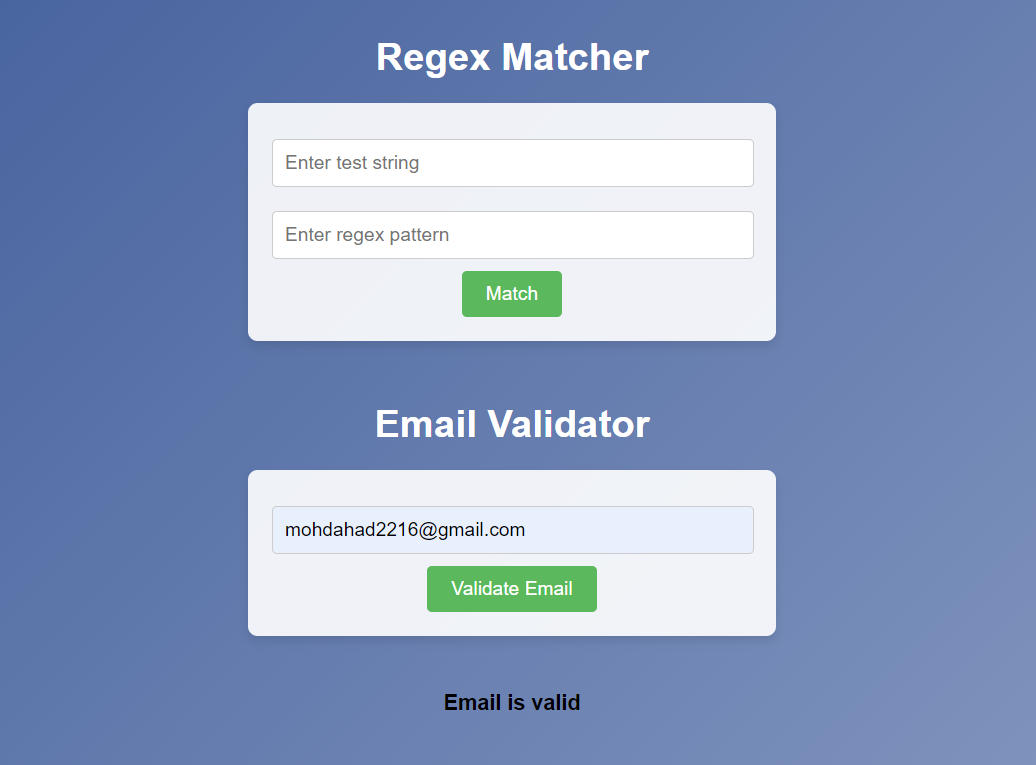 Regex Matcher
Enter test string
Enter regex pattern
Match
Email Validator
mohdahad2216@gmail.com
Validate Email
Email is valid